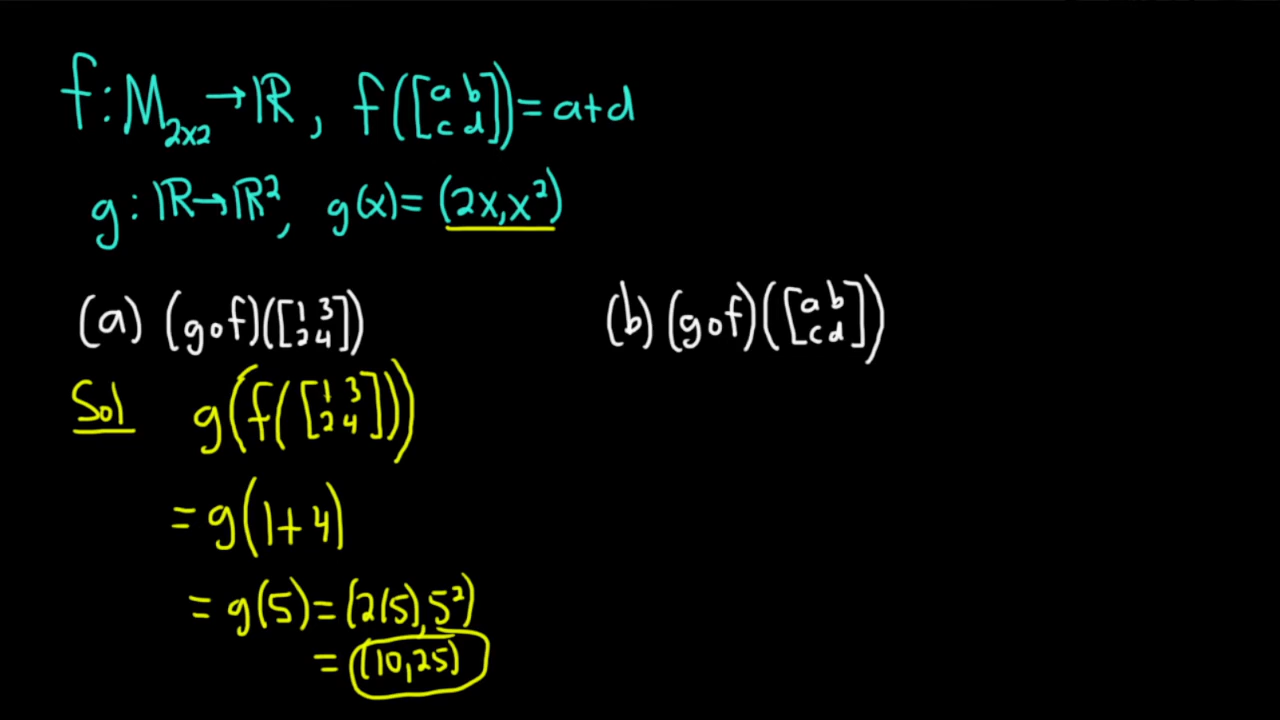 f: M₂ₓ₂ → ℝ, f([a b; c d]) = a+d
g: ℝ → ℝ², g(x) = (2x, x²)
(a) (g∘f)([1 3; 2 4])
(b) (g∘f)([a b; c d])
Sol g(f([1 3; 2 4]))
= g(1+4)
= g(5) = (2(5), 5²)
= (10, 25)